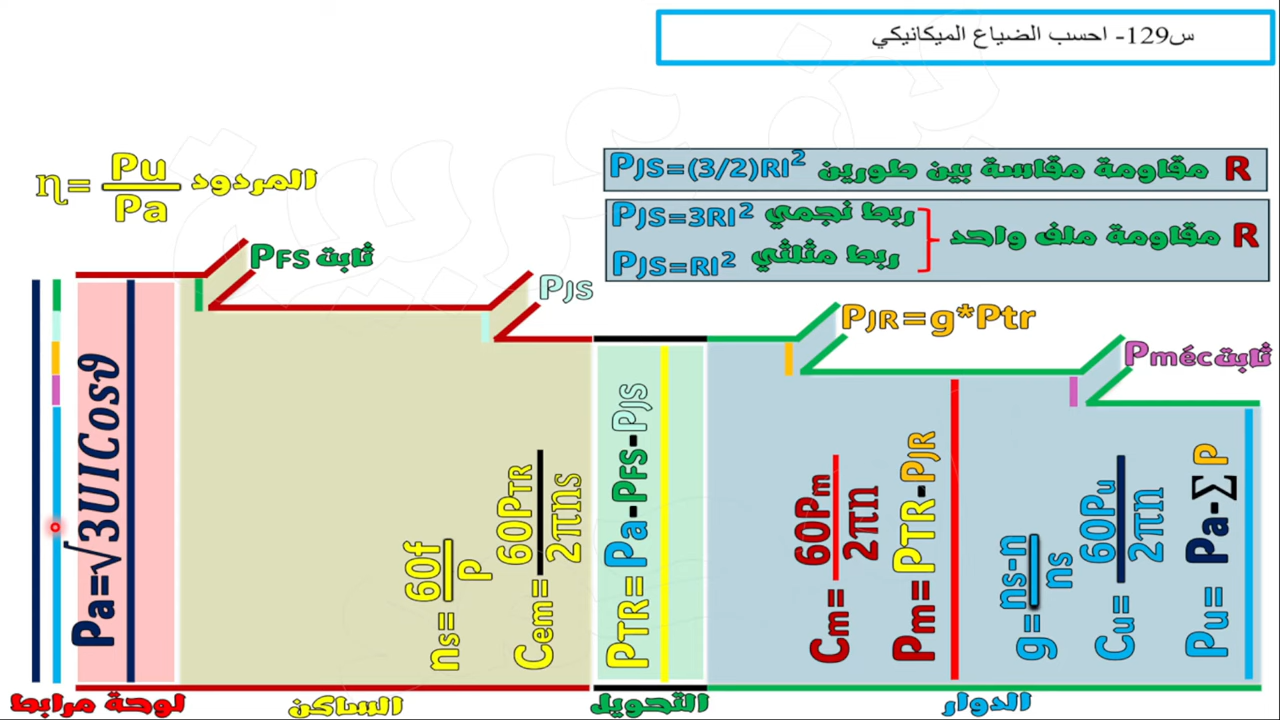 س129- احسب الضياع الميكانيكي
η= Pu/Pa المردود
PJS=(3/2)RI² مقاومة مقاسة بين طورين R
PJS=3RI² ربط نجمي
PJS=RI² ربط مثلثي
مقاومة ملف واحد R
PFS ثابت
PJS
PJR=g*Ptr
Pméc ثابت
Pa=√3UICosϑ
ns= 60f/P
Cem= 60PTR/2πns
PTR= Pa-PFS-PJS
Cm= 60Pm/2πn
Pm= PTR-PJR
g= ns-n/ns
Cu= 60Pu/2πn
Pu= Pa-∑P
لوحة مرابط
الساكن
التحويل
الدوار